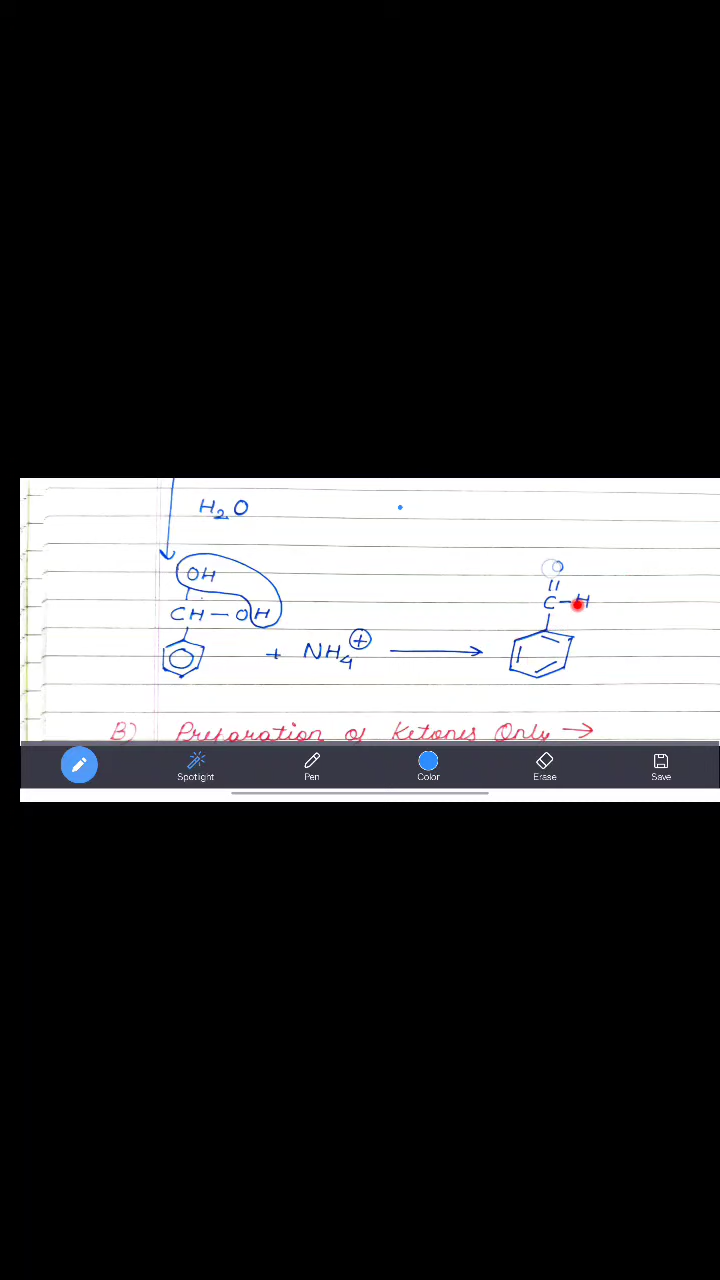 H₂O
OH
CH — OH
+ NH₄⊕ ⟶
O
C–H
B) Preparation of Ketones Only →
Spotlight Pen Color Erase Save